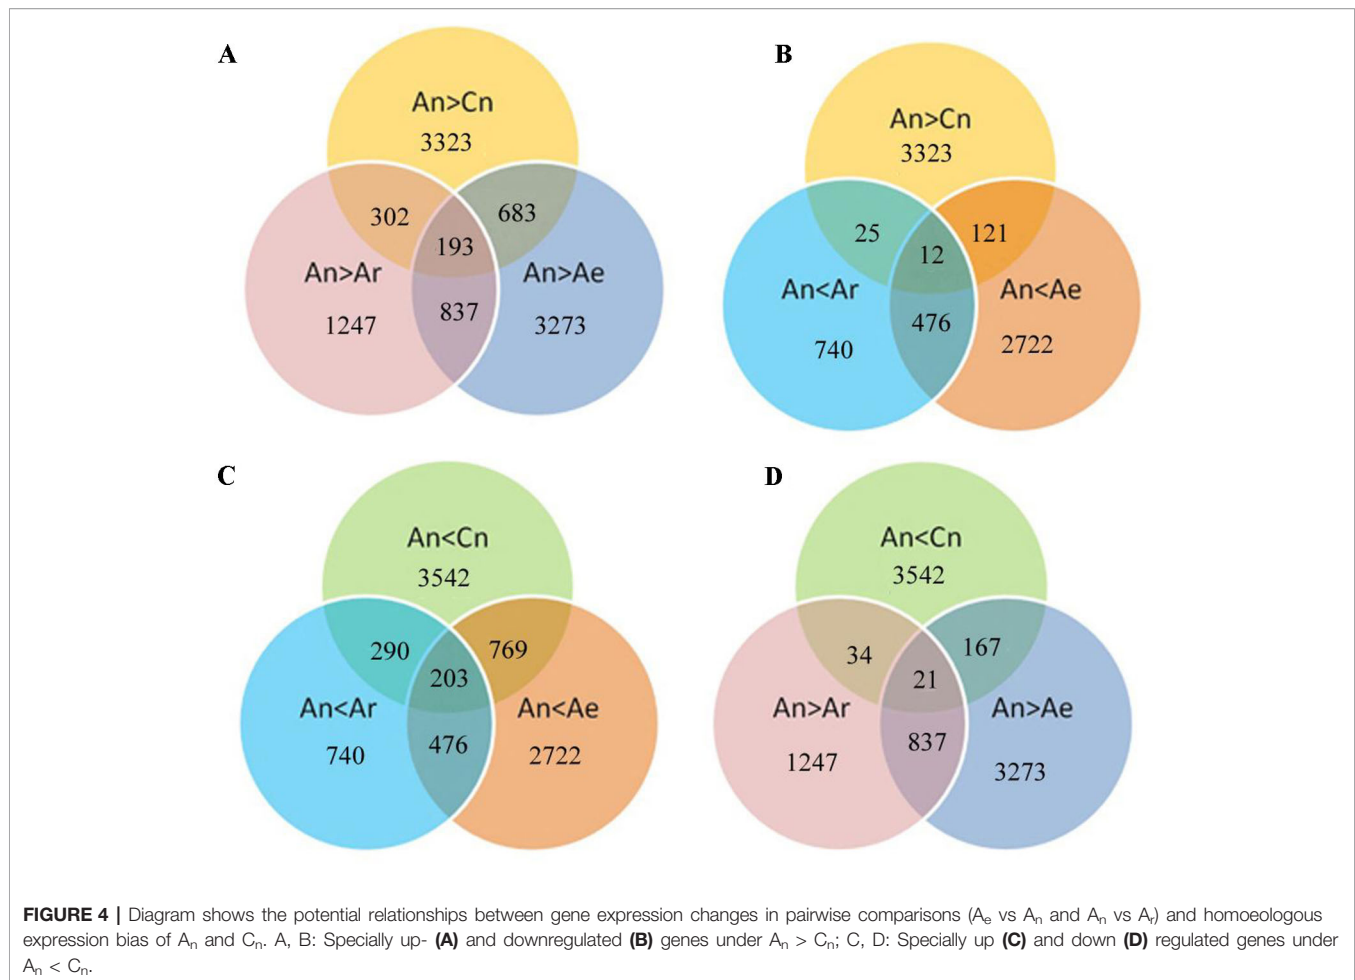 A
An>Cn
3323
302
683
193
An>Ar
An>Ae
1247
837
3273
B
An>Cn
3323
25
121
12
An<Ar
An<Ae
476
740
2722
C
An<Cn
3542
290
769
203
An<Ar
An<Ae
740
476
2722
D
An<Cn
3542
34
167
21
An>Ar
An>Ae
1247
837
3273
FIGURE 4 | Diagram shows the potential relationships between gene expression changes in pairwise comparisons (Ae vs An and An vs Ar) and homoeologous
expression bias of An and Cn. A, B: Specially up- (A) and downregulated (B) genes under An > Cn; C, D: Specially up (C) and down (D) regulated genes under
An < Cn.